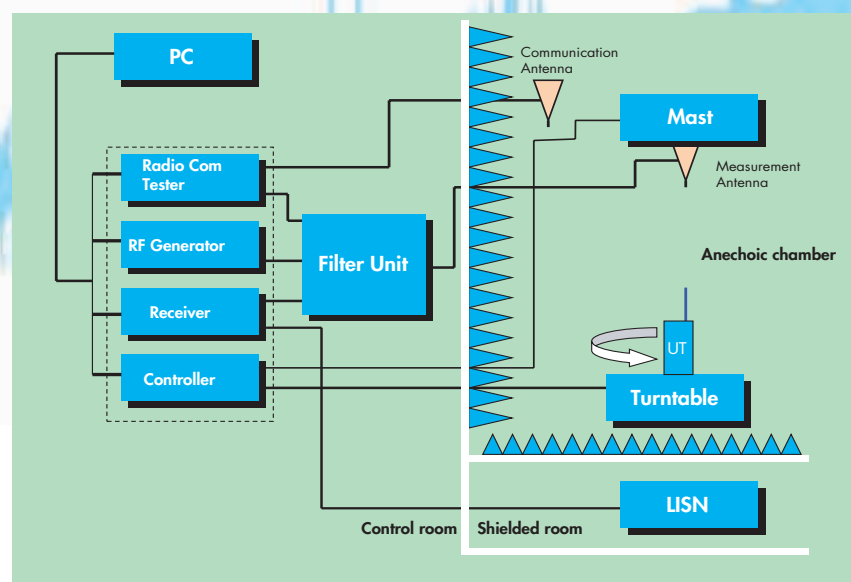 PC
Communication
Antenna
Mast
Radio Com
Tester
Measurement
Antenna
RF Generator
Filter Unit
Anechoic chamber
Receiver
UT
Controller
Turntable
LISN
Control room
Shielded room